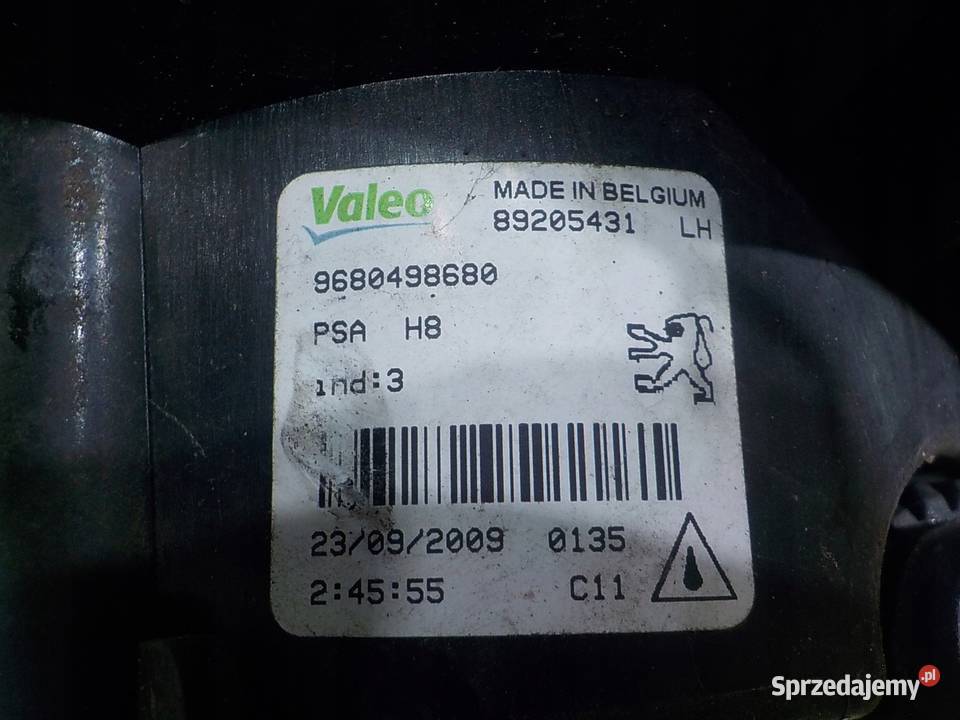 Valeo
MADE IN BELGIUM
89205431 LH
9680498680
PSA H8
ind:3
23/09/2009 0135
2:45:55 C11
Sprzedajemy.pl